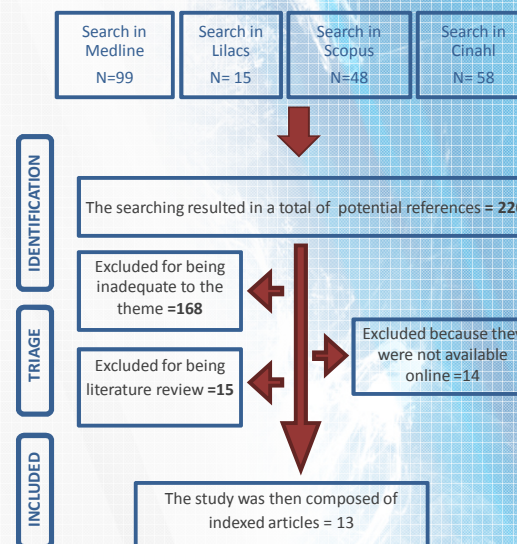 Search in
Medline
N=99
Search in
Lilacs
N= 15
Search in
Scopus
N=48
Search in
Cinahl
N= 58
IDENTIFICATION
The searching resulted in a total of potential references = 22
Excluded for being
inadequate to the
theme =168
TRIAGE
Excluded because they
were not available
online =14
Excluded for being
literature review =15
INCLUDED
The study was then composed of
indexed articles = 13